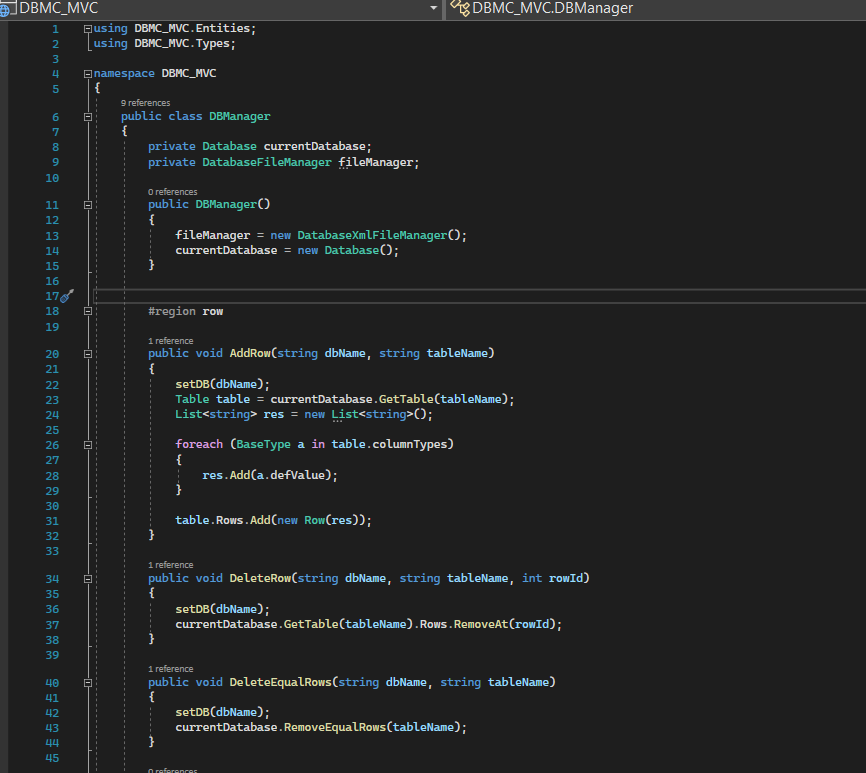 DBMC_MVC DBMC_MVC.DBManager
1 using DBMC_MVC.Entities;
2 using DBMC_MVC.Types;
3
4 namespace DBMC_MVC
5 {
9 references
6 public class DBManager
7 {
8 private Database currentDatabase;
9 private DatabaseFileManager fileManager;
10
0 references
11 public DBManager()
12 {
13 fileManager = new DatabaseXmlFileManager();
14 currentDatabase = new Database();
15 }
16
17
18 #region row
19
1 reference
20 public void AddRow(string dbName, string tableName)
21 {
22 setDB(dbName);
23 Table table = currentDatabase.GetTable(tableName);
24 List<string> res = new List<string>();
25
26 foreach (BaseType a in table.columnTypes)
27 {
28 res.Add(a.defValue);
29 }
30
31 table.Rows.Add(new Row(res));
32 }
33
1 reference
34 public void DeleteRow(string dbName, string tableName, int rowId)
35 {
36 setDB(dbName);
37 currentDatabase.GetTable(tableName).Rows.RemoveAt(rowId);
38 }
39
1 reference
40 public void DeleteEqualRows(string dbName, string tableName)
41 {
42 setDB(dbName);
43 currentDatabase.RemoveEqualRows(tableName);
44 }
45
0 references